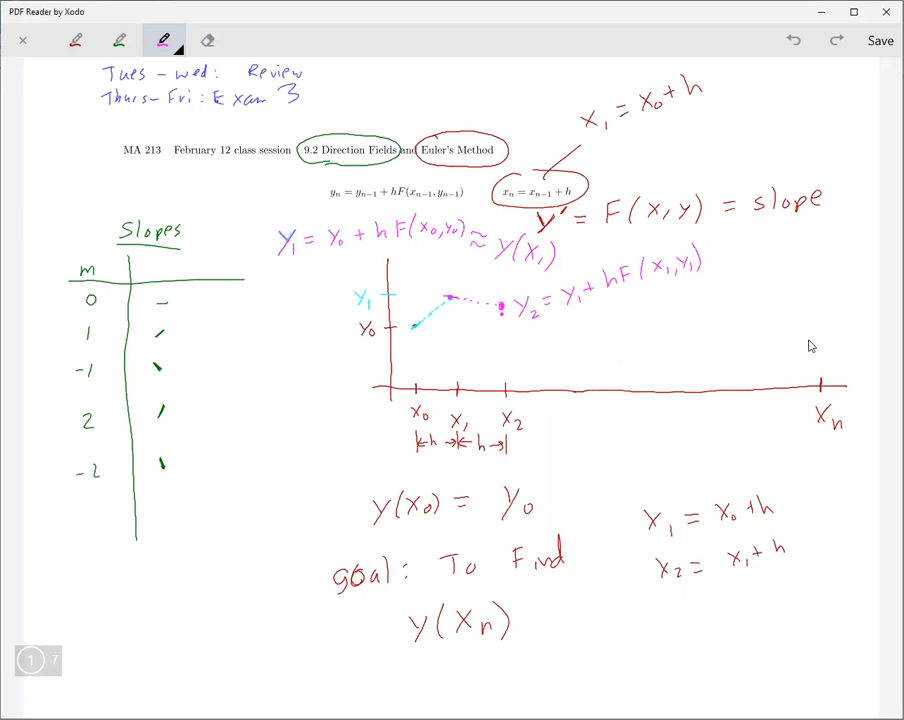 PDF Reader by Xodo
Save
Tues - Wed: Review
Thurs-Fri: Exam 3
x₁ = x₀ + h
MA 213 February 12 class session 9.2 Direction Fields and Euler's Method
yₙ = yₙ₋₁ + hF(xₙ₋₁, yₙ₋₁) xₙ = xₙ₋₁ + h
y' = F(x, y) = slope
Slopes
y₁ = y₀ + hF(x₀, y₀) ≈ y(x₁)
m
0 –
1
-1
2
-2
y₁
y₀
y₂ = y₁ + hF(x₁, y₁)
x₀ x₁ x₂ xₙ
h h
y(x₀) = y₀
x₁ = x₀ + h
goal: To Find
x₂ = x₁ + h
y(xₙ)
1 7